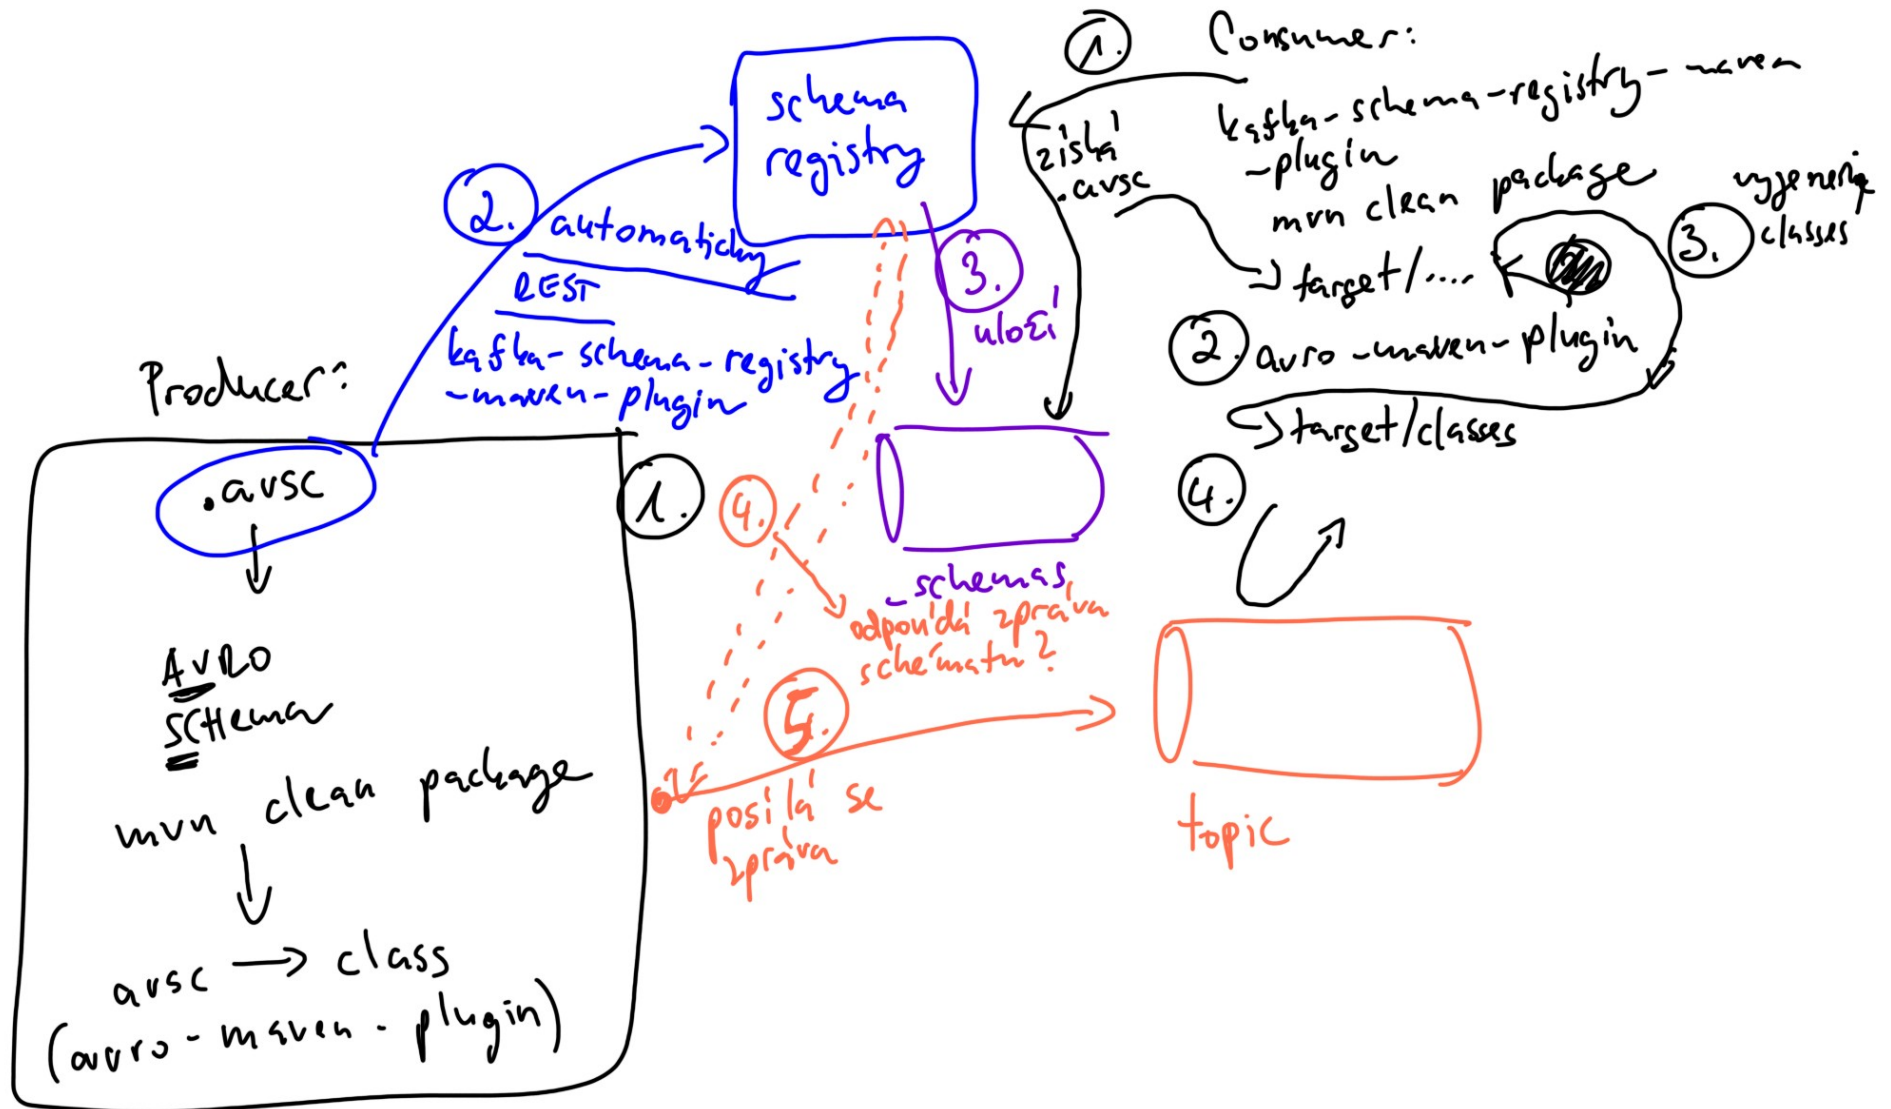 Producer:
.avsc
AVRO
SCHema
mvn clean package
avsc → class
(avro-maven-plugin)
1.
2.
automaticky
REST
kafka-schema-registry
-maven-plugin
schema
registry
3.
uloží
_schemas
4.
odpovídá zpráva
schématu?
5.
posílá se
zpráva
topic
1.
Consumer:
kafka-schema-registry-maven
-plugin
získá
.avsc
mvn clean package
target/....
2.
avro-maven-plugin
3.
classes
target/classes
4.